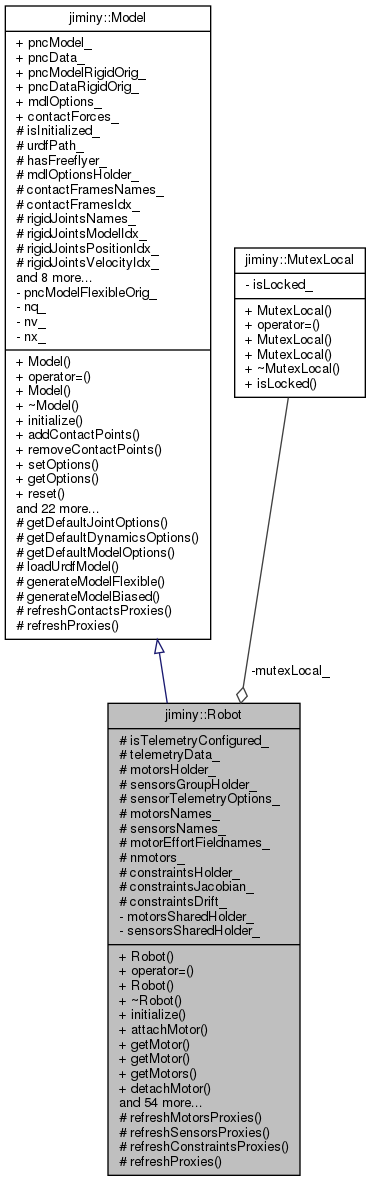 jiminy::Model
+ pncModel_
+ pncData_
+ pncModelRigidOrig_
+ pncDataRigidOrig_
+ mdlOptions_
+ contactForces_
# isInitialized_
# urdfPath_
# hasFreeflyer_
# mdlOptionsHolder_
# contactFramesNames_
# contactFramesIdx_
# rigidJointsNames_
# rigidJointsModelIdx_
# rigidJointsPositionIdx_
# rigidJointsVelocityIdx_
and 8 more...
- pncModelFlexibleOrig_
- nq_
- nv_
- nx_
+ Model()
+ operator=()
+ Model()
+ ~Model()
+ initialize()
+ addContactPoints()
+ removeContactPoints()
+ setOptions()
+ getOptions()
+ reset()
and 22 more...
# getDefaultJointOptions()
# getDefaultDynamicsOptions()
# getDefaultModelOptions()
# loadUrdfModel()
# generateModelFlexible()
# generateModelBiased()
# refreshContactsProxies()
# refreshProxies()
jiminy::MutexLocal
- isLocked_
+ MutexLocal()
+ operator=()
+ MutexLocal()
+ MutexLocal()
+ ~MutexLocal()
+ isLocked()
-mutexLocal_
jiminy::Robot
# isTelemetryConfigured_
# telemetryData_
# motorsHolder_
# sensorsGroupHolder_
# sensorTelemetryOptions_
# motorsNames_
# sensorsNames_
# motorEffortFieldnames_
# nmotors_
# constraintsHolder_
# constraintsJacobian_
# constraintsDrift_
- motorsSharedHolder_
- sensorsSharedHolder_
+ Robot()
+ operator=()
+ Robot()
+ ~Robot()
+ initialize()
+ attachMotor()
+ getMotor()
+ getMotor()
+ getMotors()
+ detachMotor()
and 54 more...
# refreshMotorsProxies()
# refreshSensorsProxies()
# refreshConstraintsProxies()
# refreshProxies()